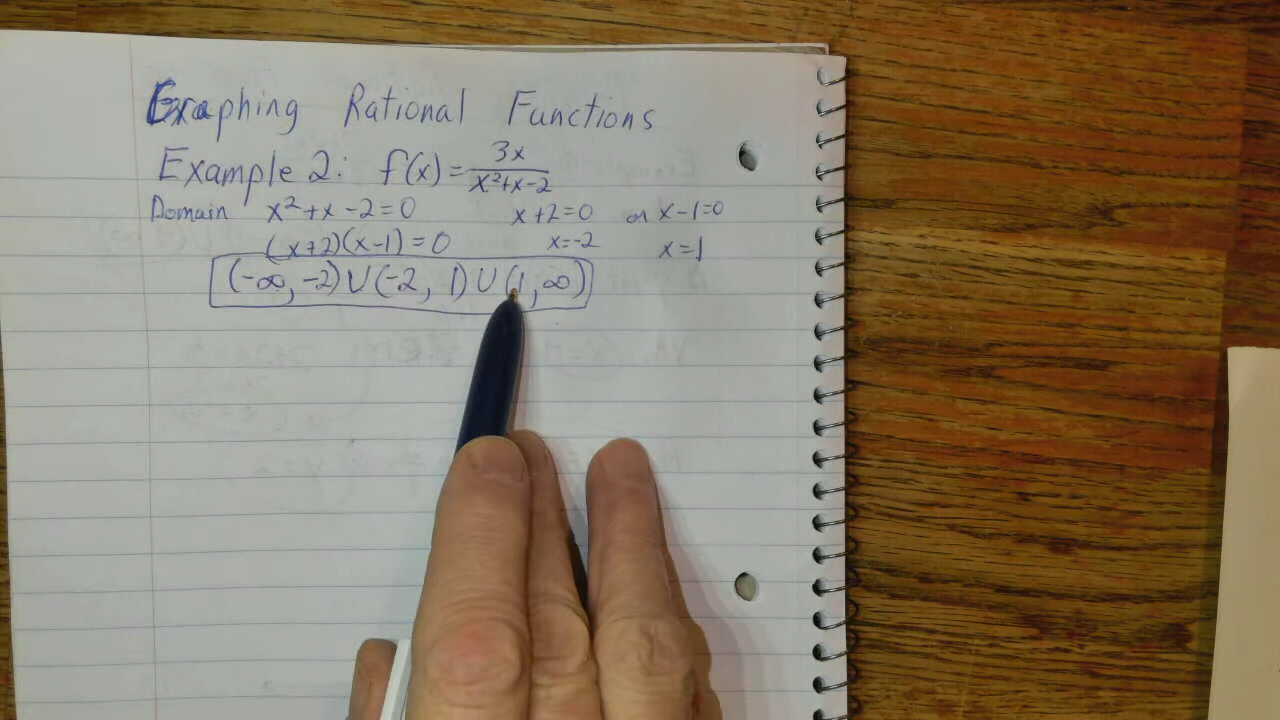 Graphing Rational Functions
Example 2: f(x) = 3x/(x²+x-2)
Domain x²+x-2=0 x+2=0 or x-1=0
(x+2)(x-1)=0 x=-2 x=1
(-∞,-2)U(-2, 1)U(1,∞)